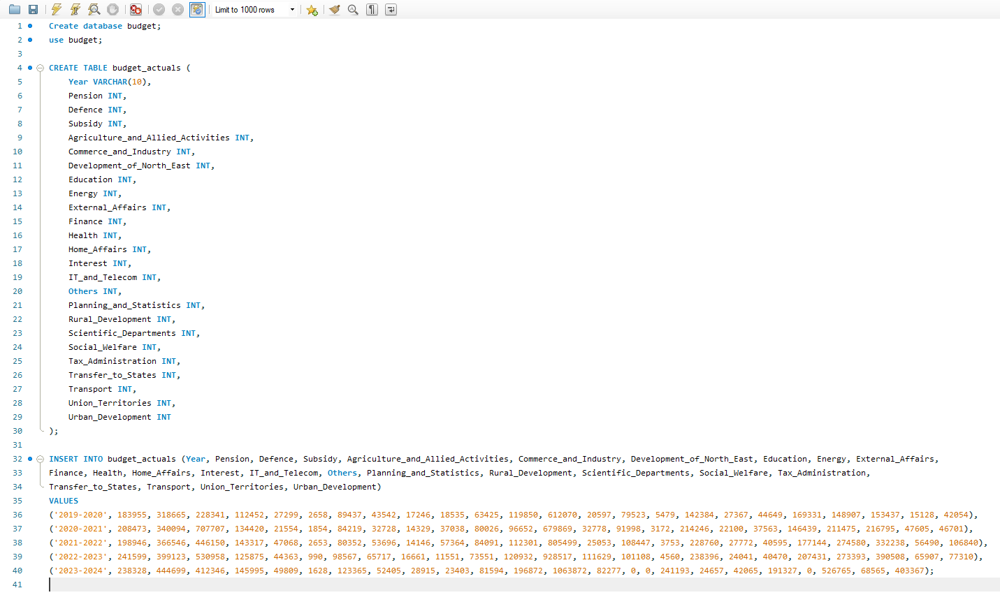 Limit to 1000 rows
1 Create database budget;
2 use budget;
3
4 CREATE TABLE budget_actuals (
5 Year VARCHAR(10),
6 Pension INT,
7 Defence INT,
8 Subsidy INT,
9 Agriculture_and_Allied_Activities INT,
10 Commerce_and_Industry INT,
11 Development_of_North_East INT,
12 Education INT,
13 Energy INT,
14 External_Affairs INT,
15 Finance INT,
16 Health INT,
17 Home_Affairs INT,
18 Interest INT,
19 IT_and_Telecom INT,
20 Others INT,
21 Planning_and_Statistics INT,
22 Rural_Development INT,
23 Scientific_Departments INT,
24 Social_Welfare INT,
25 Tax_Administration INT,
26 Transfer_to_States INT,
27 Transport INT,
28 Union_Territories INT,
29 Urban_Development INT
30 );
31
32 INSERT INTO budget_actuals (Year, Pension, Defence, Subsidy, Agriculture_and_Allied_Activities, Commerce_and_Industry, Development_of_North_East, Education, Energy, External_Affairs,
33 Finance, Health, Home_Affairs, Interest, IT_and_Telecom, Others, Planning_and_Statistics, Rural_Development, Scientific_Departments, Social_Welfare, Tax_Administration,
34 Transfer_to_States, Transport, Union_Territories, Urban_Development)
35 VALUES
36 ('2019-2020', 183955, 318665, 228341, 112452, 27299, 2658, 89437, 43542, 17246, 18535, 63425, 119850, 612070, 20597, 79523, 5479, 142384, 27367, 44649, 169331, 148907, 153437, 15128, 42054),
37 ('2020-2021', 208473, 340094, 707707, 134420, 21554, 1854, 84219, 32728, 14329, 37038, 80026, 96652, 679869, 32778, 91998, 3172, 214246, 22100, 37563, 146439, 211475, 216795, 47605, 46701),
38 ('2021-2022', 198946, 366546, 446150, 143317, 47068, 2653, 80352, 53696, 14146, 57364, 84091, 112301, 805499, 25053, 108447, 3753, 228760, 27772, 40595, 177144, 274580, 332238, 56490, 106840),
39 ('2022-2023', 241599, 399123, 530958, 125875, 44363, 990, 98567, 65717, 16661, 11551, 73551, 120932, 928517, 111629, 101108, 4560, 238396, 24041, 40470, 207431, 273393, 390508, 65907, 77310),
40 ('2023-2024', 238328, 444699, 412346, 145995, 49809, 1628, 123365, 52405, 28915, 23403, 81594, 196872, 1063872, 82277, 0, 0, 241193, 24657, 42065, 191327, 0, 526765, 68565, 403367);
41